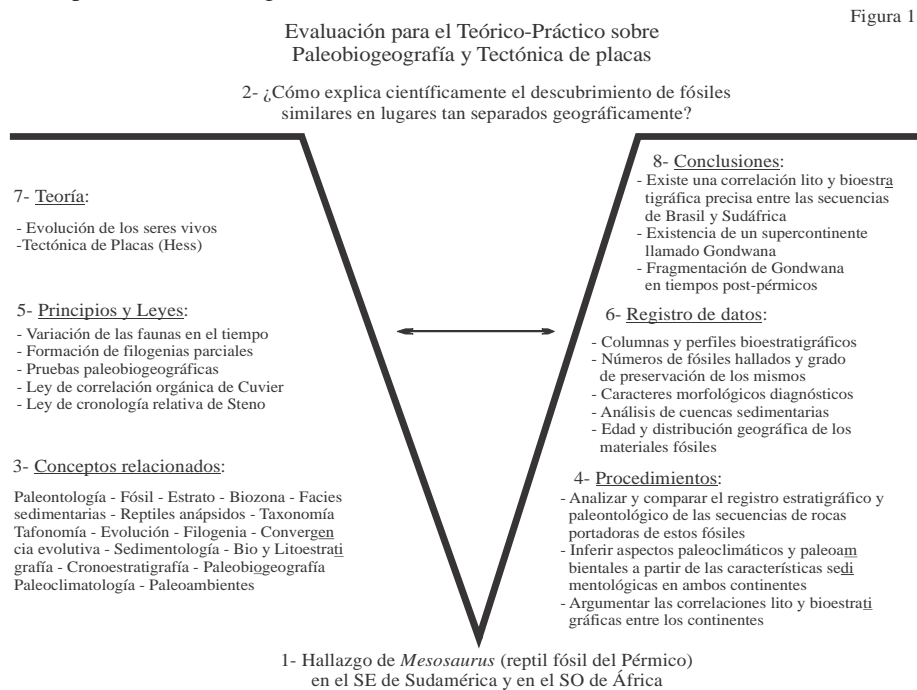 Figura 1
Evaluación para el Teórico-Práctico sobre
Paleobiogeografía y Tectónica de placas
2- ¿Cómo explica científicamente el descubrimiento de fósiles
similares en lugares tan separados geográficamente?
7- Teoría:
- Evolución de los seres vivos
-Tectónica de Placas (Hess)
5- Principios y Leyes:
- Variación de las faunas en el tiempo
- Formación de filogenias parciales
- Pruebas paleobiogeográficas
- Ley de correlación orgánica de Cuvier
- Ley de cronología relativa de Steno
3- Conceptos relacionados:
Paleontología - Fósil - Estrato - Biozona - Facies
sedimentarias - Reptiles anápsidos - Taxonomía
Tafonomía - Evolución - Filogenia - Convergen
cia evolutiva - Sedimentología - Bio y Litoestrati
grafía - Cronoestratigrafía - Paleobiogeografía
Paleoclimatología - Paleoambientes
8- Conclusiones:
- Existe una correlación lito y bioestra
tigráfica precisa entre las secuencias
de Brasil y Sudáfrica
- Existencia de un supercontinente
llamado Gondwana
- Fragmentación de Gondwana
en tiempos post-pérmicos
6- Registro de datos:
- Columnas y perfiles bioestratigráficos
- Números de fósiles hallados y grado
de preservación de los mismos
- Caracteres morfológicos diagnósticos
- Análisis de cuencas sedimentarias
- Edad y distribución geográfica de los
materiales fósiles
4- Procedimientos:
- Analizar y comparar el registro estratigráfico y
paleontológico de las secuencias de rocas
portadoras de estos fósiles
- Inferir aspectos paleoclimáticos y paleoam
bientales a partir de las características sedi
mentológicas en ambos continentes
- Argumentar las correlaciones lito y bioestrati
gráficas entre los continentes
1- Hallazgo de Mesosaurus (reptil fósil del Pérmico)
en el SE de Sudamérica y en el SO de África